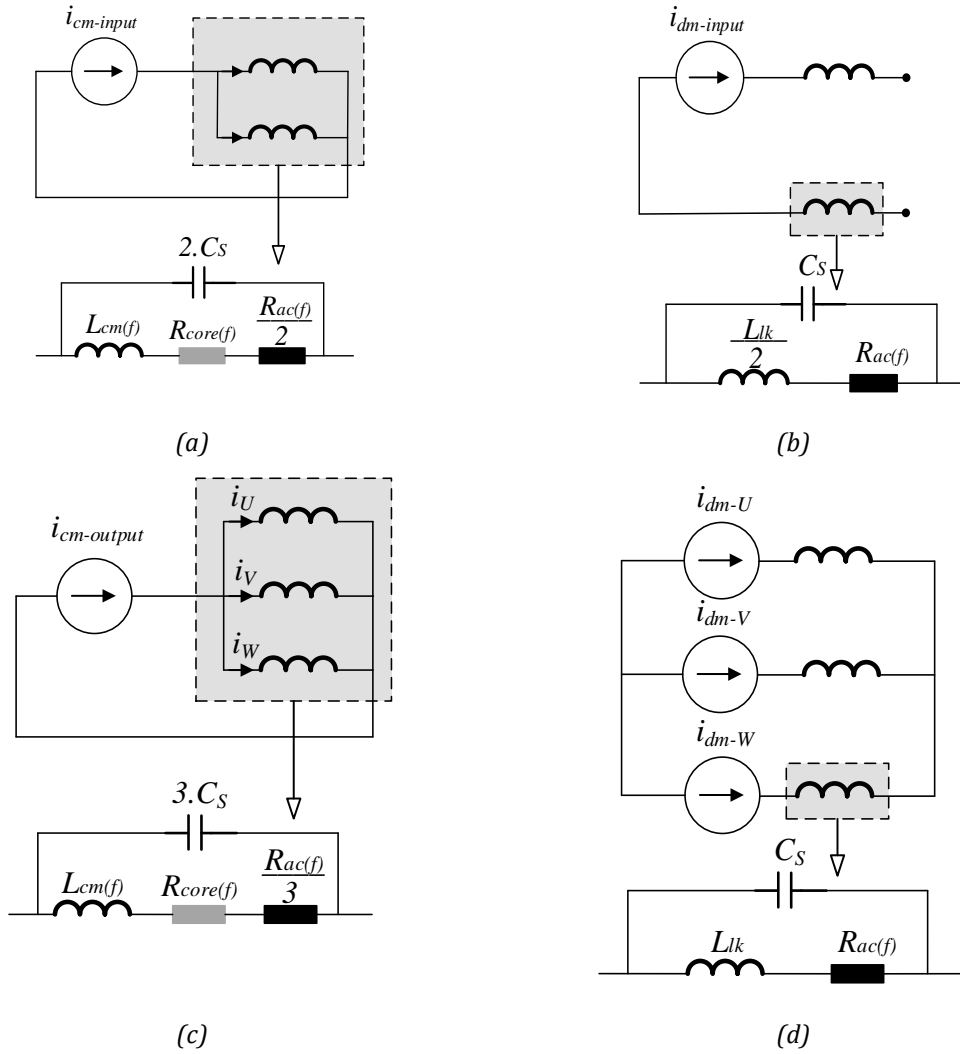 i_cm-input
2.C_S
L_cm(f)
R_core(f)
R_ac(f)
2
(a)
i_dm-input
C_S
L_lk
2
R_ac(f)
(b)
i_cm-output
i_U
i_V
i_W
3.C_S
L_cm(f)
R_core(f)
R_ac(f)
3
(c)
i_dm-U
i_dm-V
i_dm-W
C_S
L_lk
R_ac(f)
(d)